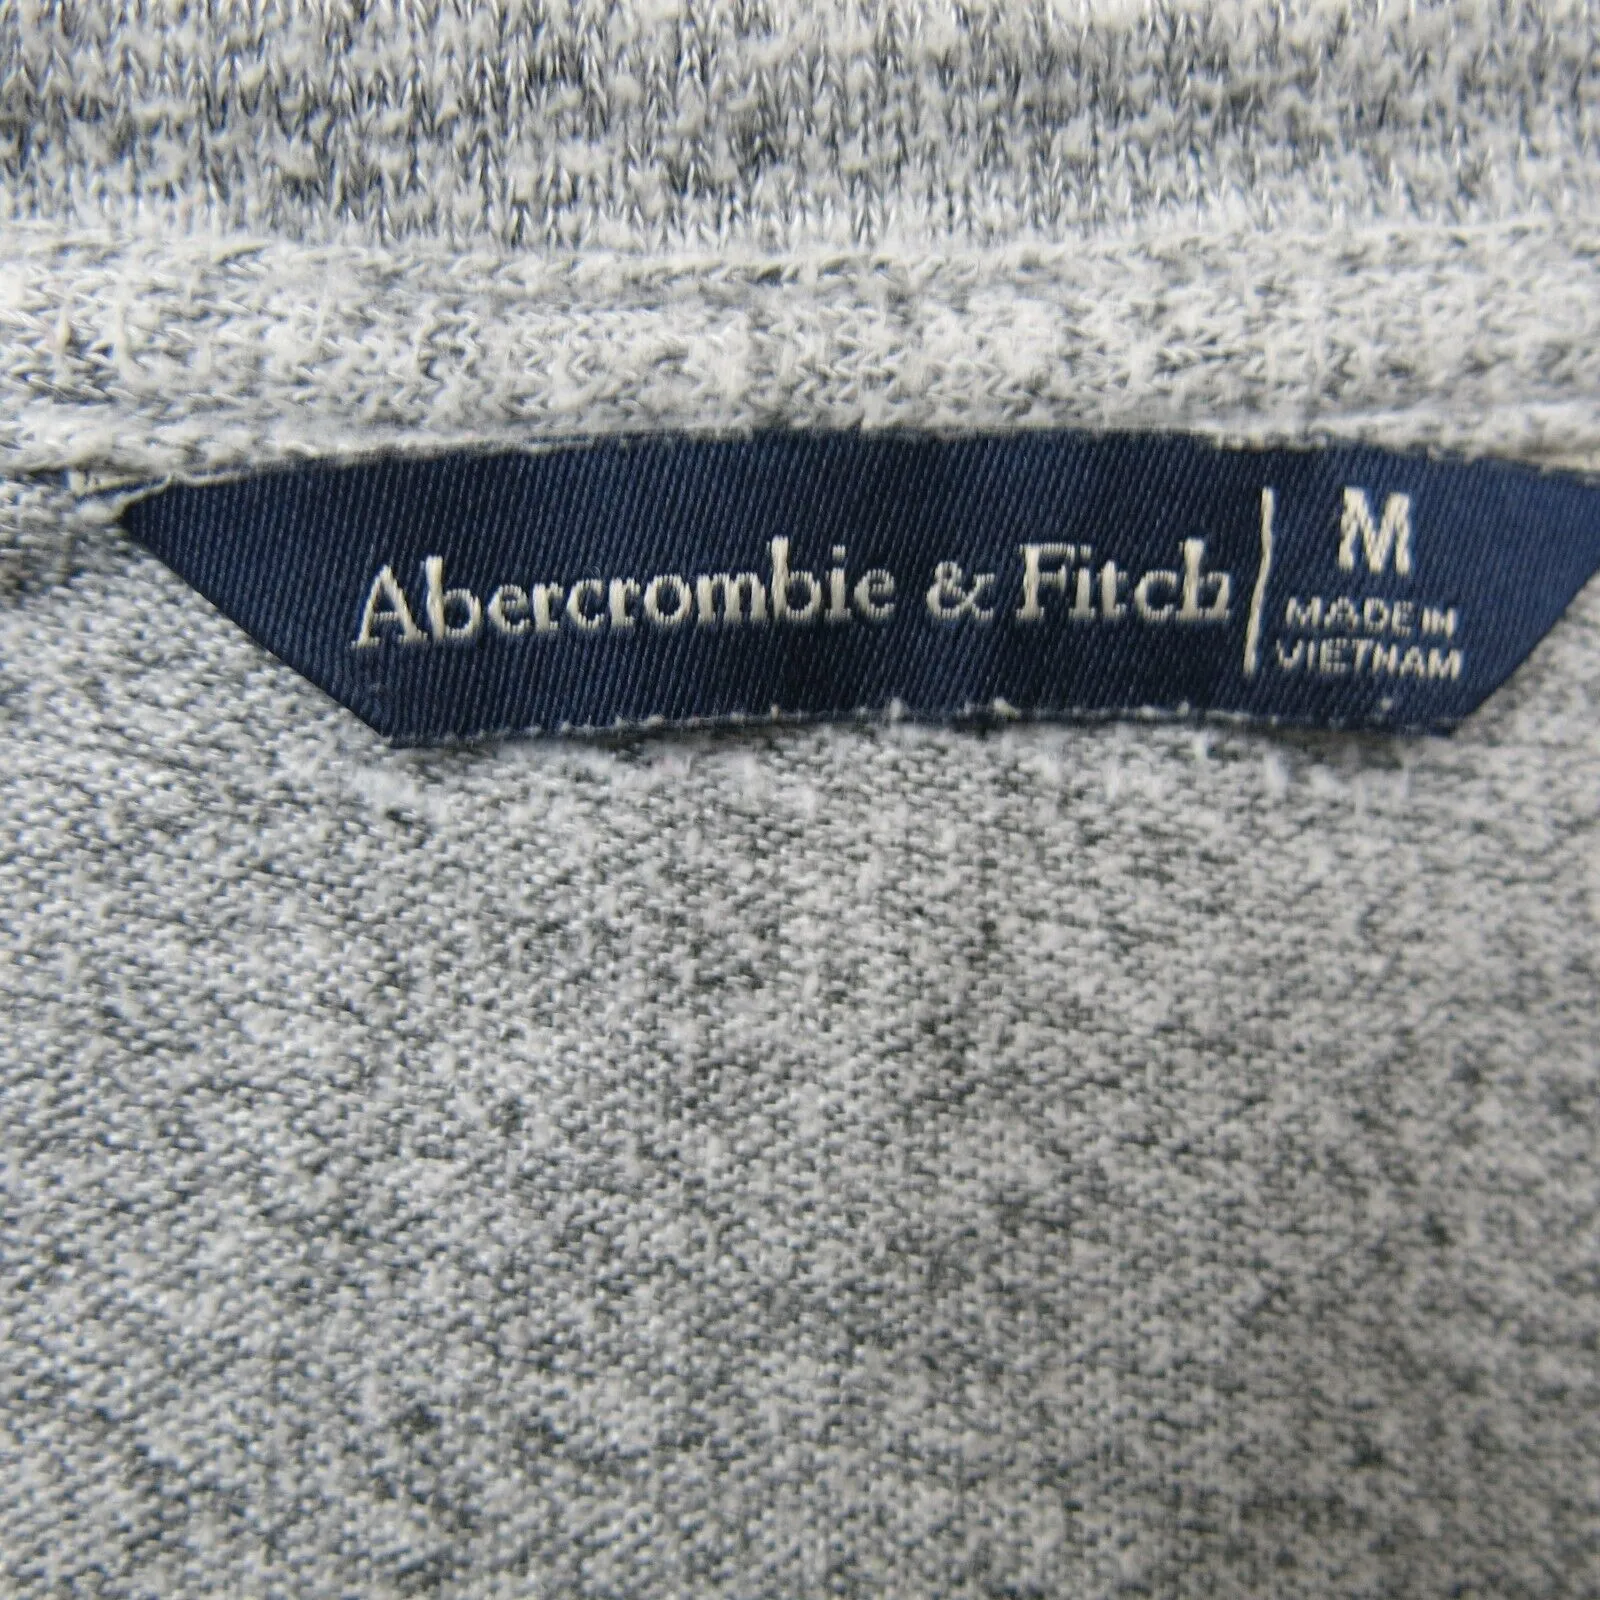 Abercrombie & Fitch
M
MADE IN
VIETNAM